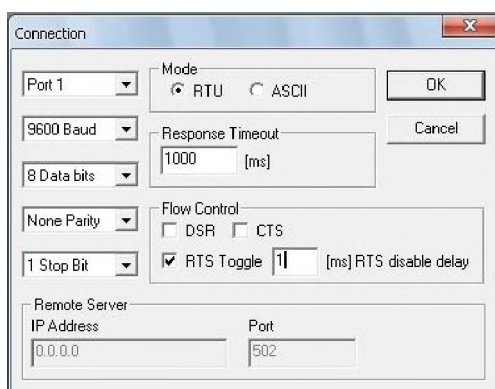 Connection
Port 1
9600 Baud
8 Data bits
None Parity
1 Stop Bit
Mode
RTU ASCII
Response Timeout
1000 [ms]
Flow Control
DSR CTS
RTS Toggle 1 [ms] RTS disable delay
OK
Cancel
Remote Server
IP Address Port
0.0.0.0 502